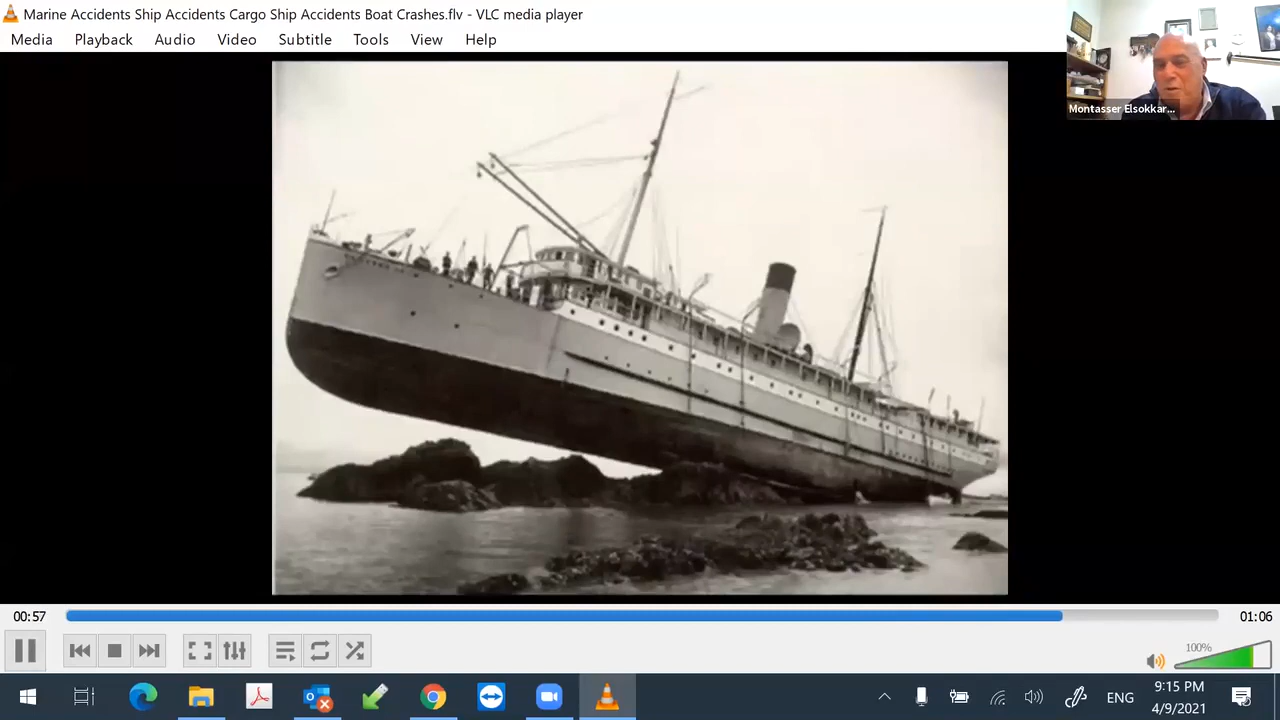 Marine Accidents Ship Accidents Cargo Ship Accidents Boat Crashes.flv - VLC media player
Media Playback Audio Video Subtitle Tools View Help
Montasser Elsokkar...
00:57
01:06
100%
ENG
9:15 PM
4/9/2021